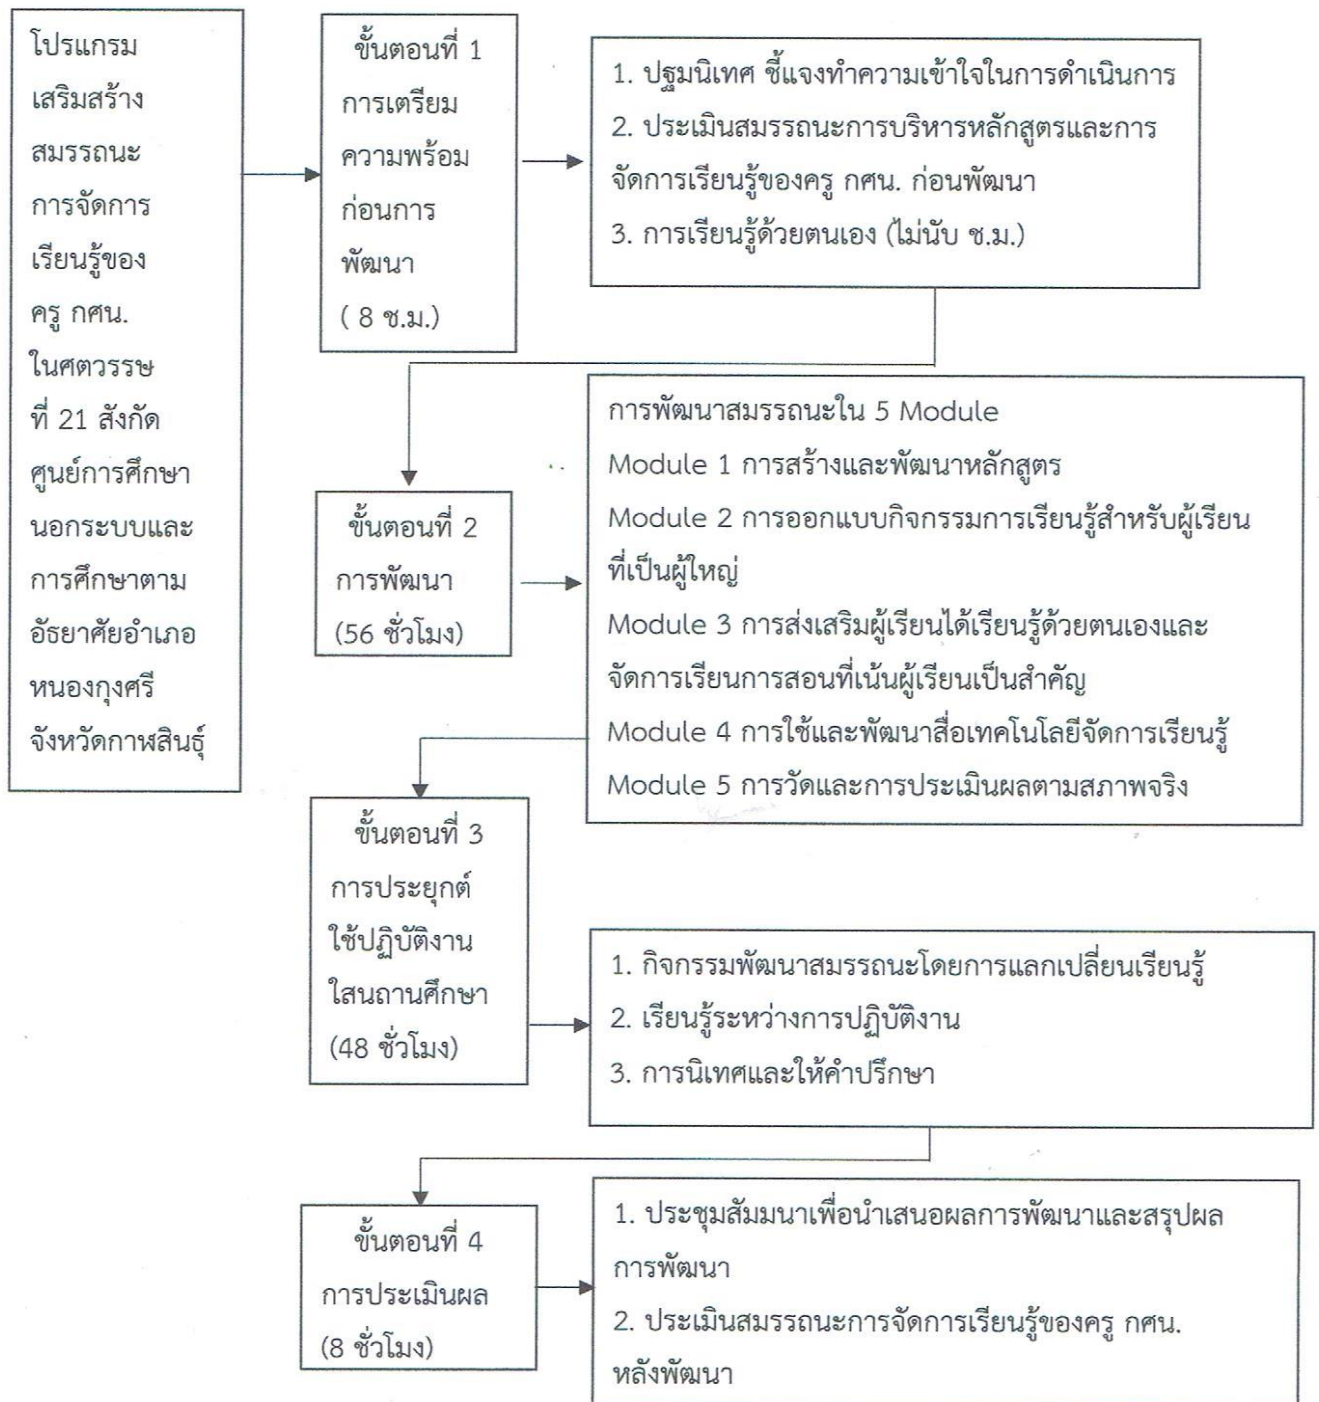 โปรแกรม
เสริมสร้าง
สมรรถนะ
การจัดการ
เรียนรู้ของ
ครู กศน.
ในศตวรรษ
ที่ 21 สังกัด
ศูนย์การศึกษา
นอกระบบและ
การศึกษาตาม
อัธยาศัยอำเภอ
หนองกุงศรี
จังหวัดกาฬสินธุ์
ขั้นตอนที่ 1
การเตรียม
ความพร้อม
ก่อนการ
พัฒนา
( 8 ช.ม.)
1. ปฐมนิเทศ ชี้แจงทำความเข้าใจในการดำเนินการ
2. ประเมินสมรรถนะการบริหารหลักสูตรและการ
จัดการเรียนรู้ของครู กศน. ก่อนพัฒนา
3. การเรียนรู้ด้วยตนเอง (ไม่นับ ช.ม.)
ขั้นตอนที่ 2
การพัฒนา
(56 ชั่วโมง)
การพัฒนาสมรรถนะใน 5 Module
Module 1 การสร้างและพัฒนาหลักสูตร
Module 2 การออกแบบกิจกรรมการเรียนรู้สำหรับผู้เรียน
ที่เป็นผู้ใหญ่
Module 3 การส่งเสริมผู้เรียนได้เรียนรู้ด้วยตนเองและ
จัดการเรียนการสอนที่เน้นผู้เรียนเป็นสำคัญ
Module 4 การใช้และพัฒนาสื่อเทคโนโลยีจัดการเรียนรู้
Module 5 การวัดและการประเมินผลตามสภาพจริง
ขั้นตอนที่ 3
การประยุกต์
ใช้ปฏิบัติงาน
ใสนถานศึกษา
(48 ชั่วโมง)
1. กิจกรรมพัฒนาสมรรถนะโดยการแลกเปลี่ยนเรียนรู้
2. เรียนรู้ระหว่างการปฏิบัติงาน
3. การนิเทศและให้คำปรึกษา
ขั้นตอนที่ 4
การประเมินผล
(8 ชั่วโมง)
1. ประชุมสัมมนาเพื่อนำเสนอผลการพัฒนาและสรุปผล
การพัฒนา
2. ประเมินสมรรถนะการจัดการเรียนรู้ของครู กศน.
หลังพัฒนา